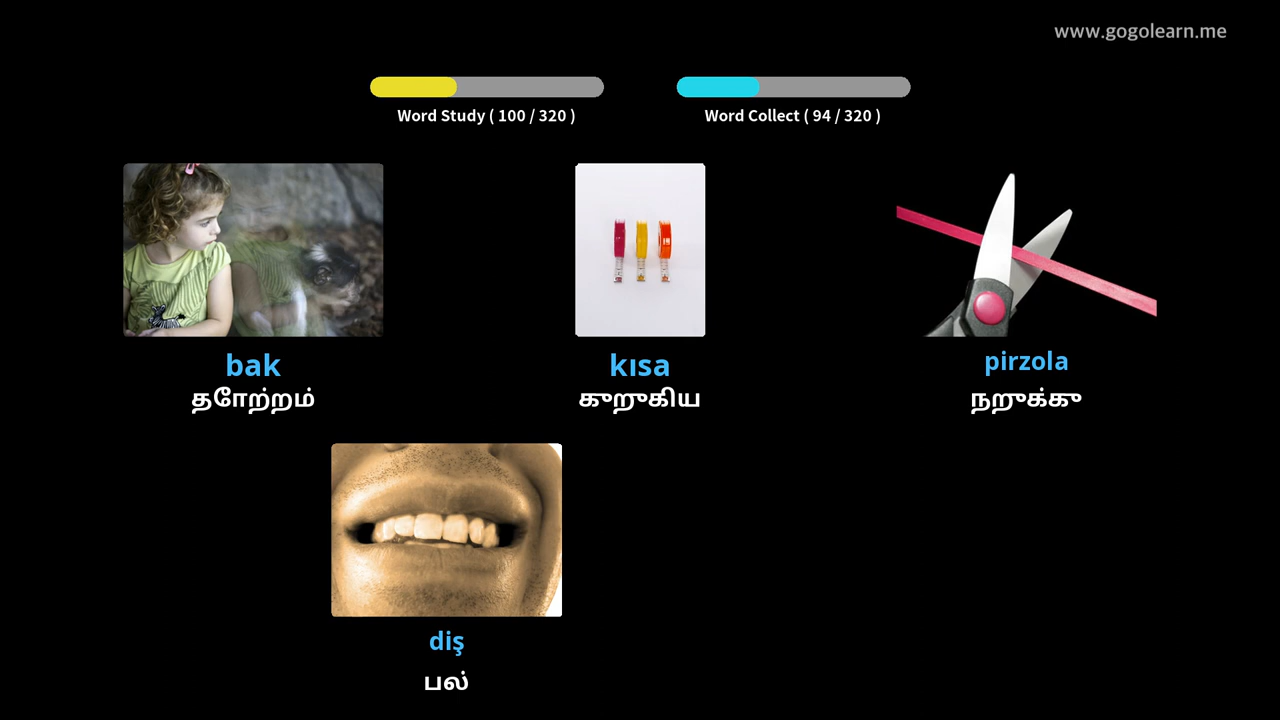 www.gogolearn.me
Word Study ( 100 / 320 )
Word Collect ( 94 / 320 )
bak
தோற்றம்
kısa
குறுகிய
pirzola
நறுக்கு
diş
பல்